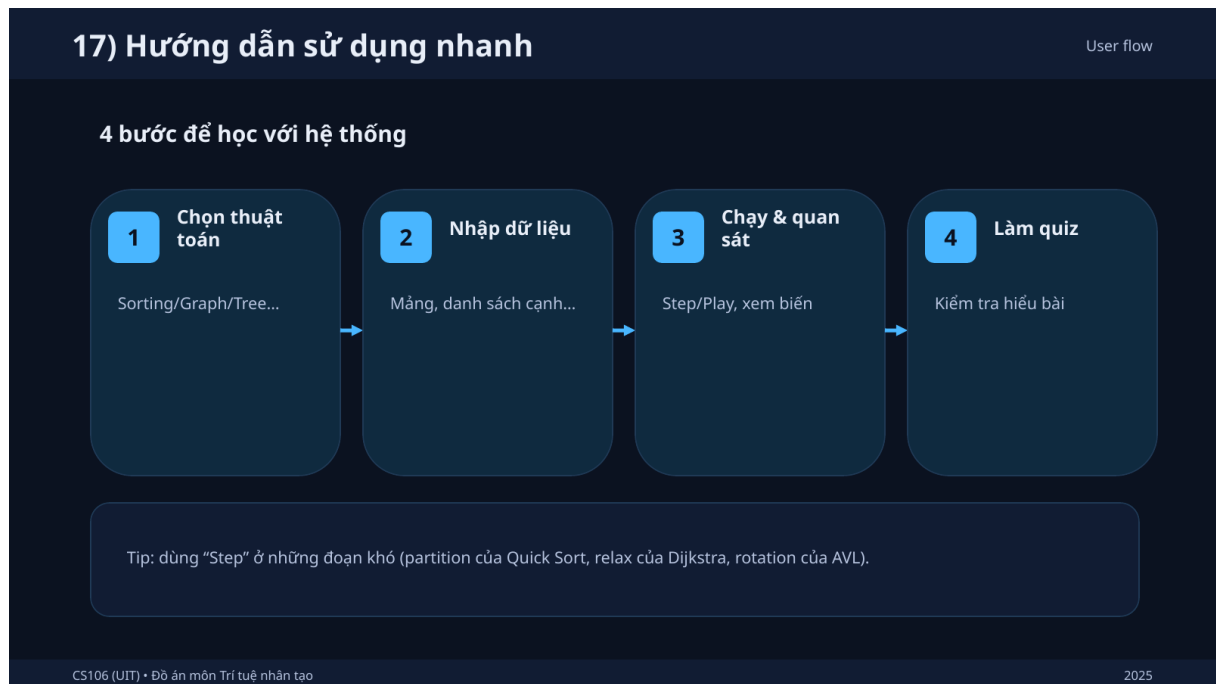 17) Hướng dẫn sử dụng nhanh
User flow
4 bước để học với hệ thống
1
Chọn thuật
toán
Sorting/Graph/Tree...
2
Nhập dữ liệu
Mảng, danh sách cạnh...
3
Chạy & quan
sát
Step/Play, xem biến
4
Làm quiz
Kiểm tra hiểu bài
Tip: dùng “Step” ở những đoạn khó (partition của Quick Sort, relax của Dijkstra, rotation của AVL).
CS106 (UIT) • Đồ án môn Trí tuệ nhân tạo
2025